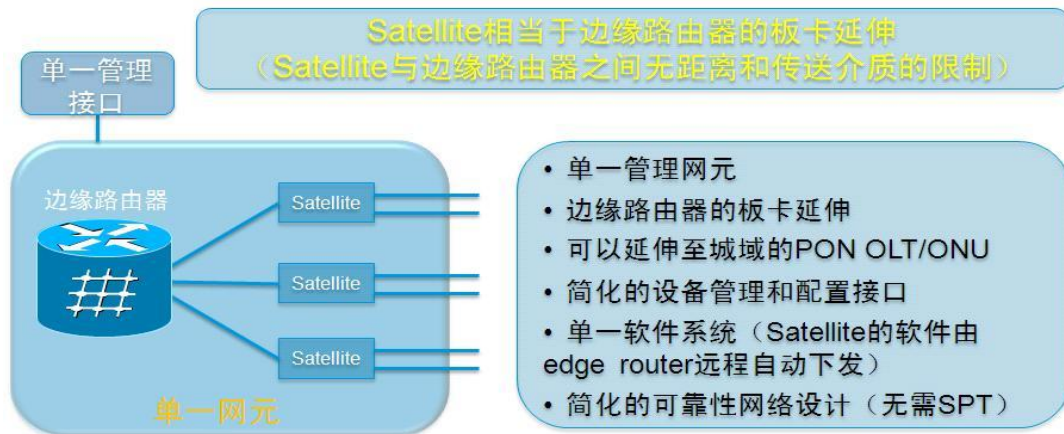 Satellite相当于边缘路由器的板卡延伸
（Satellite与边缘路由器之间无距离和传送介质的限制）
单一管理
接口
边缘路由器
Satellite
Satellite
Satellite
单一网元
• 单一管理网元
• 边缘路由器的板卡延伸
• 可以延伸至城域的PON OLT/ONU
• 简化的设备管理和配置接口
• 单一软件系统（Satellite的软件由
edge router远程自动下发）
• 简化的可靠性网络设计（无需SPT）